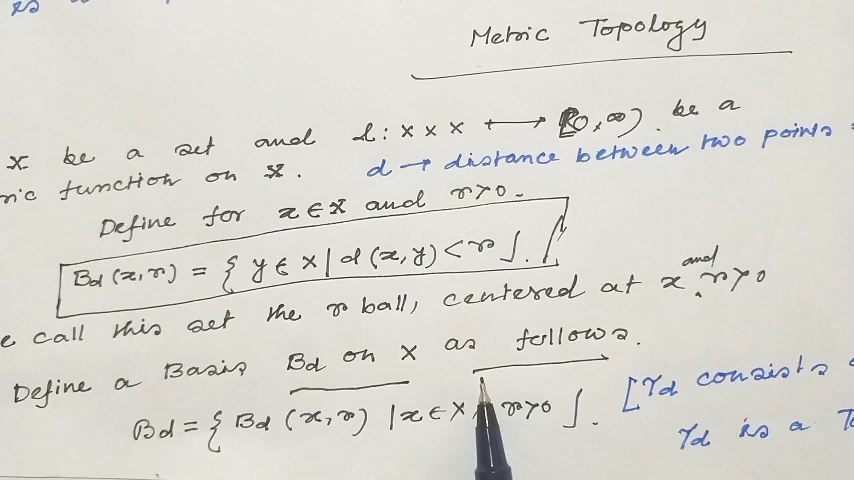 Metric Topology
X be a set and d : X x X ⟼ [0, ∞) be a
ric function on X. d → distance between two points
Define for x ∈ X and r>0.
Bd (x, r) = { y ∈ X | d (x, y) < r }.
e call this set the r ball, centered at x and r>0
Define a Basis Bd on X as follows.
Bd = { Bd (x, r) | x ∈ X, r>0 }. [Td consists
Td is a